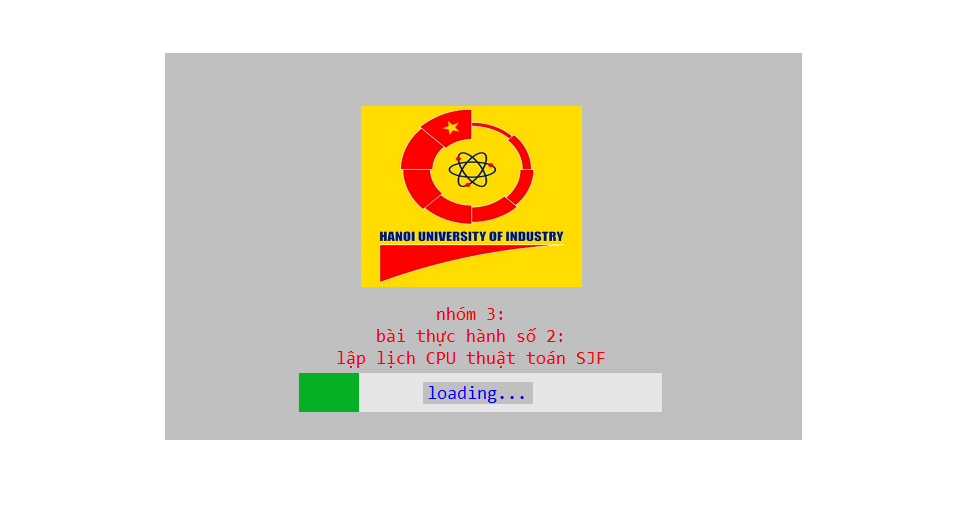 HANOI UNIVERSITY OF INDUSTRY
nhóm 3:
bài thực hành số 2:
lập lịch CPU thuật toán SJF
loading...